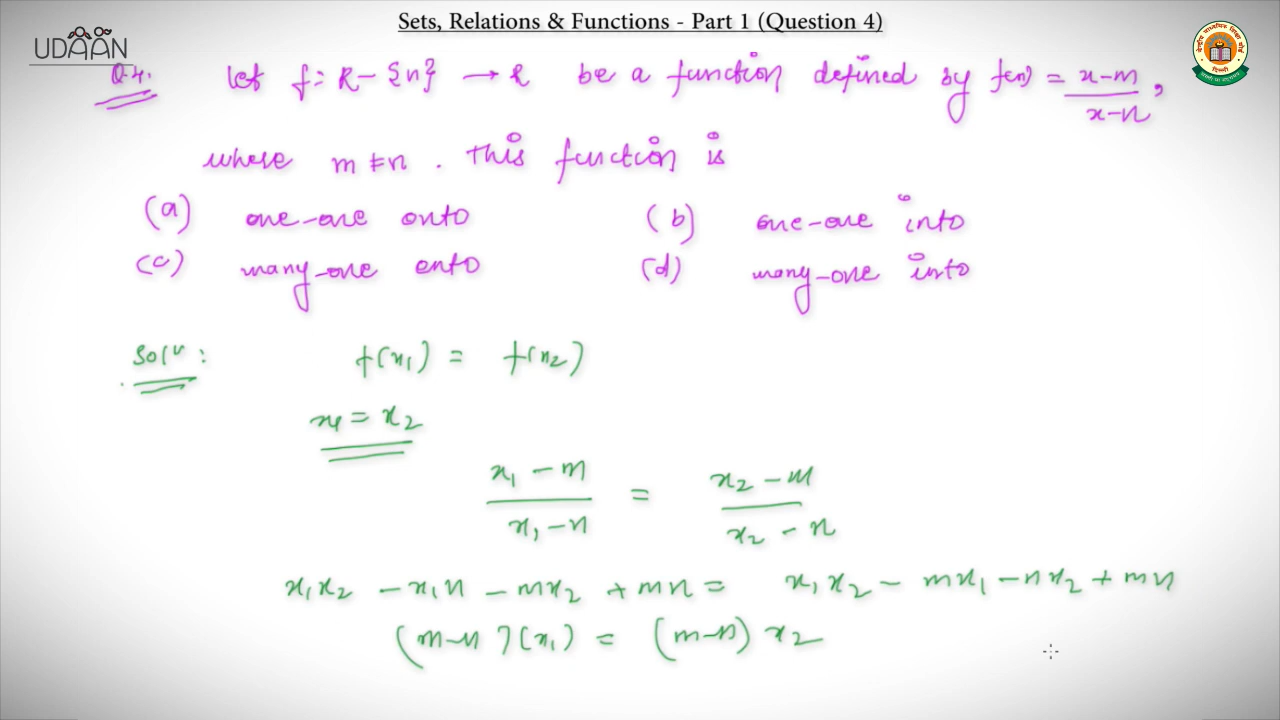 Sets, Relations & Functions - Part 1 (Question 4)
UDAAN
Q.4. Let f: R - {n} → R be a function defined by f(x) = x-m / x-n ,
where m ≠ n . This function is
(a) one-one onto (b) one-one into
(c) many-one onto (d) many-one into
Soln :
f(x₁) = f(x₂)
x₁ = x₂
x₁ - m / x₁ - n = x₂ - m / x₂ - n
x₁x₂ - x₁n - mx₂ + mn = x₁x₂ - mx₁ - nx₂ + mn
(m-n)(x₁) = (m-n) x₂